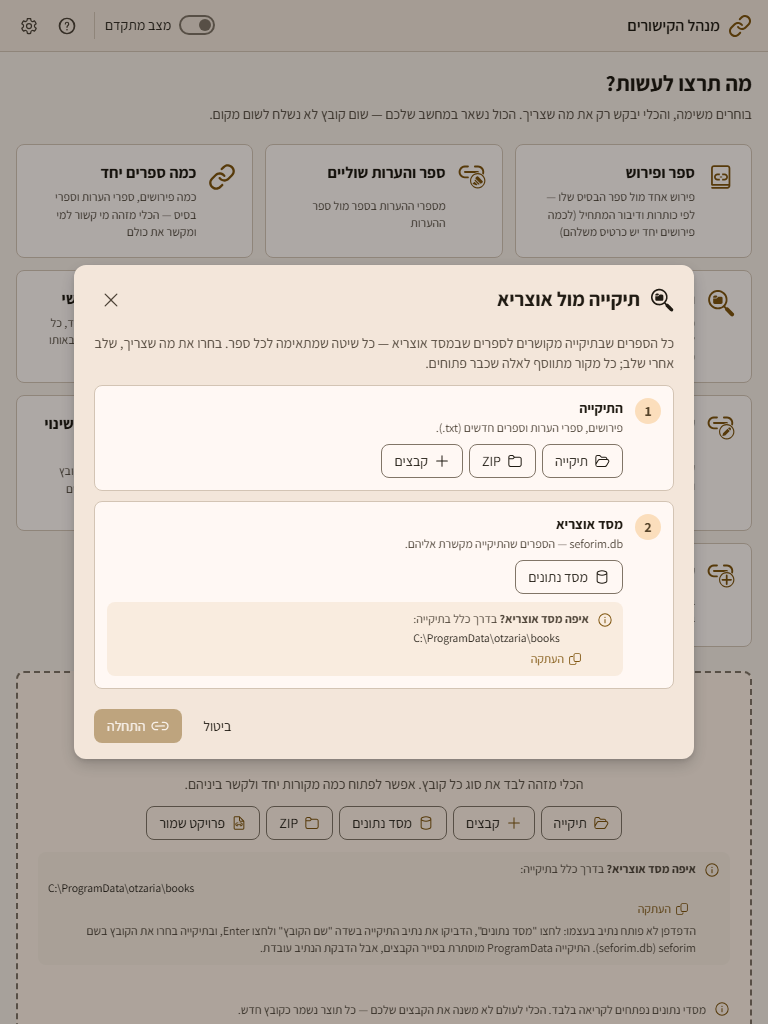 מנהל הקישורים
מצב מתקדם
מה תרצו לעשות?
בוחרים משימה, והכלי יבקש רק את מה שצריך. הכול נשאר במחשב שלכם — שום קובץ לא נשלח לשום מקום.
ספר ופירוש
פירוש אחד מול ספר הבסיס שלו —
לפי כותרות ודיבור המתחיל (לכמה
פירושים יחד יש כרטיס משלהם)
ספר והערות שוליים
מספרי ההערות בספר מול ספר
ההערות
כמה ספרים יחד
כמה פירושים, ספרי הערות וספרי
בסיס — הכלי מזהה מי קשור למי
ומקשר את כולם
תיקייה מול אוצריא
כל הספרים שבתיקייה מקושרים לספרים שבמסד אוצריא — כל שיטה שמתאימה לכל ספר. בחרו את מה שצריך, שלב
אחרי שלב; כל מקור מתווסף לאלה שכבר פתוחים.
1
התיקייה
פירושים, ספרי הערות וספרים חדשים (txt.).
תיקייה
ZIP
קבצים
2
מסד אוצריא
seforim.db — הספרים שהתיקייה מקשרת אליהם.
מסד נתונים
איפה מסד אוצריא? בדרך כלל בתיקייה:
C:\ProgramData\otzaria\books
העתקה
ביטול
התחלה
שינוי
הכלי מזהה לבד את סוג כל קובץ. אפשר לפתוח כמה מקורות יחד ולקשר ביניהם.
תיקייה
קבצים
מסד נתונים
ZIP
פרויקט שמור
איפה מסד אוצריא? בדרך כלל בתיקייה:
C:\ProgramData\otzaria\books
העתקה
הדפדפן לא פותח נתיב בעצמו: לחצו "מסד נתונים", הדביקו את נתיב התיקייה בשדה "שם הקובץ" ולחצו Enter, ובתיקייה בחרו את הקובץ בשם
seforim (seforim.db). התיקייה ProgramData מוסתרת בסייר הקבצים, אבל הדבקת הנתיב עובדת.
מסדי נתונים נפתחים לקריאה בלבד. הכלי לעולם לא משנה את הקבצים שלכם — כל תוצר נשמר כקובץ חדש.